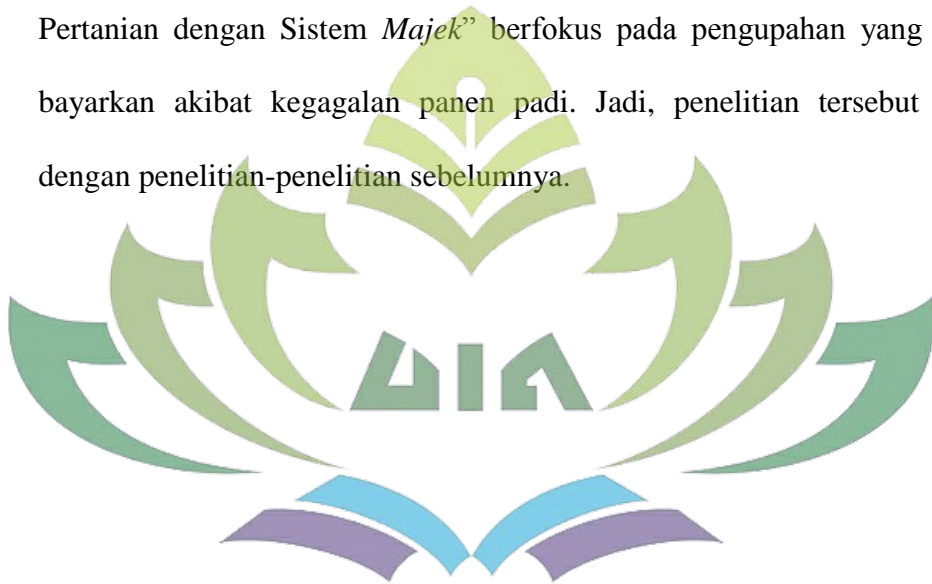 Pertanian dengan Sistem Majek” berfokus pada pengupahan yang
bayarkan akibat kegagalan panen padi. Jadi, penelitian tersebut
dengan penelitian-penelitian sebelumnya.
UIN